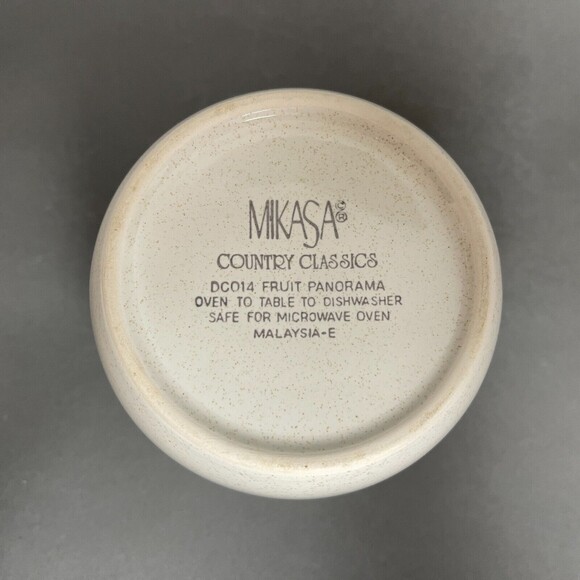 MIKASA©®
COUNTRY CLASSICS
DC014 FRUIT PANORAMA
OVEN TO TABLE TO DISHWASHER
SAFE FOR MICROWAVE OVEN
MALAYSIA-E